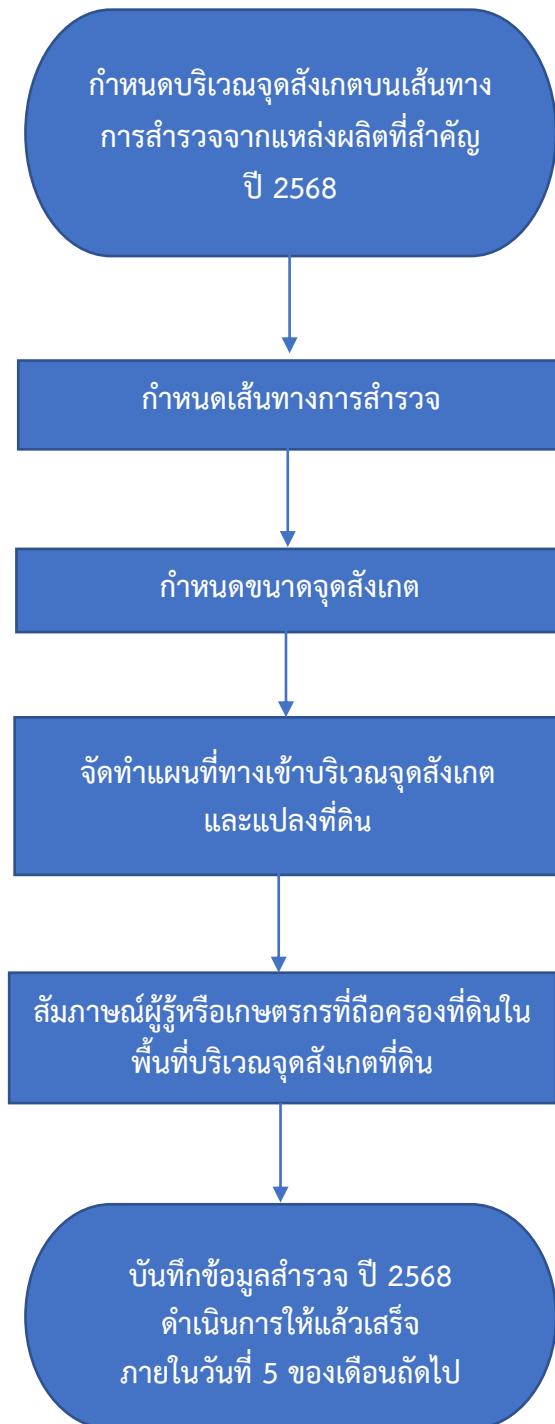 กำหนดบริเวณจุดสังเกตบนเส้นทาง
การสำรวจจากแหล่งผลิตที่สำคัญ
ปี 2568
กำหนดเส้นทางการสำรวจ
กำหนดขนาดจุดสังเกต
จัดทำแผนที่ทางเข้าบริเวณจุดสังเกต
และแปลงที่ดิน
สัมภาษณ์ผู้รู้หรือเกษตรกรที่ถือครองที่ดินใน
พื้นที่บริเวณจุดสังเกตที่ดิน
บันทึกข้อมูลสำรวจ ปี 2568
ดำเนินการให้แล้วเสร็จ
ภายในวันที่ 5 ของเดือนถัดไป